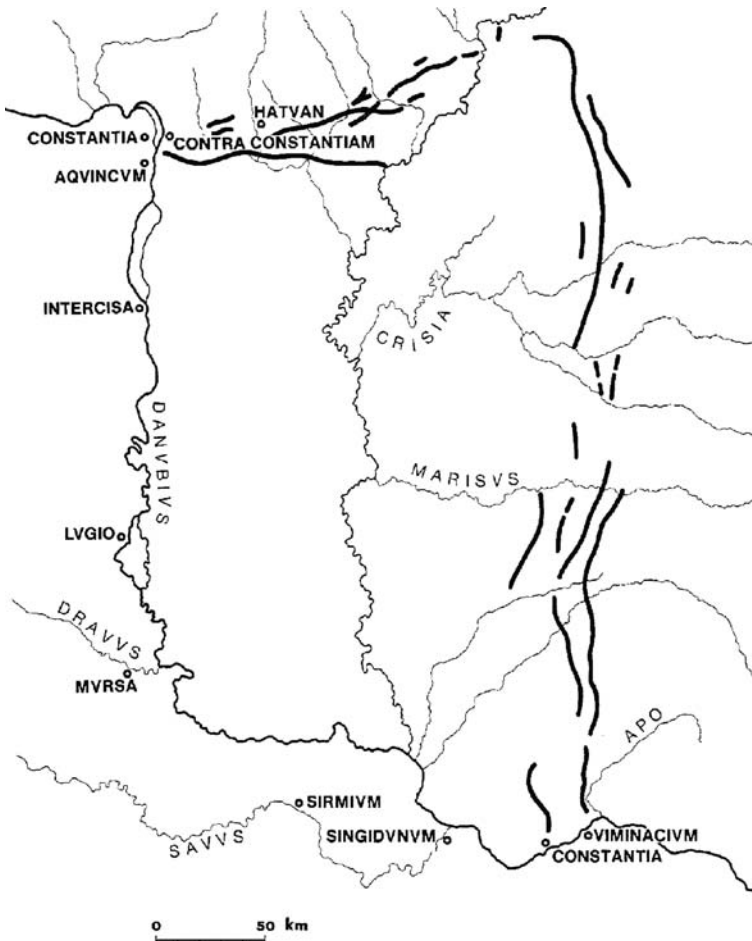 HATVAN
CONSTANTIA
CONTRA CONSTANTIAM
AQVINCVM
INTERCISA
CRISIA
DANVBIVS
MARISVS
LVGIO
DRAVVS
MVRSA
APO
SIRMIVM
SAVVS
SINGIDVNVM
VIMINACIVM
CONSTANTIA
0 50 km